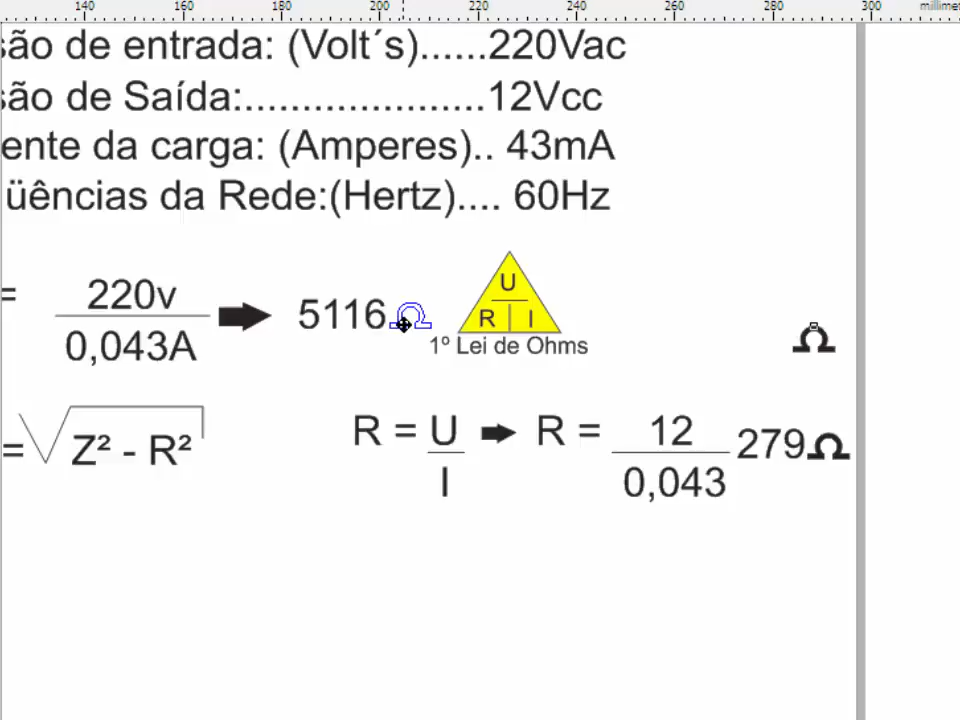 140 160 180 200 220 240 260 280 300 millimet
são de entrada: (Volt´s)......220Vac
são de Saída:.....................12Vcc
ente da carga: (Amperes).. 43mA
üências da Rede:(Hertz).... 60Hz
= 220v
0,043A
5116Ω
U
R I
1º Lei de Ohms
Ω
= √ Z² - R²
R = U
I
R = 12
0,043
279Ω